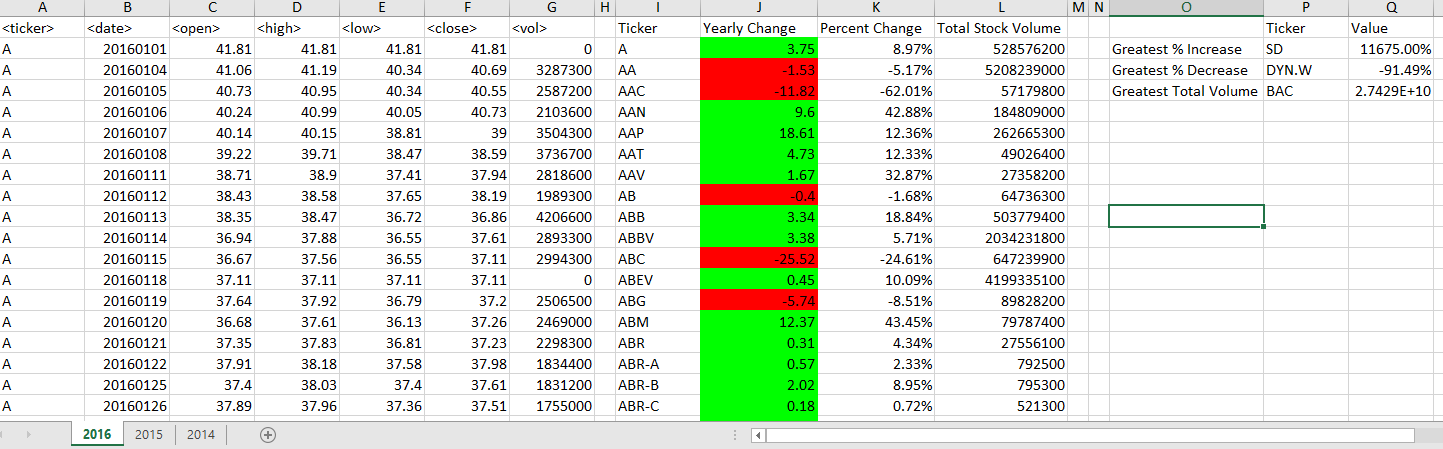 A B C D E F G H I J K L M N O P Q
<ticker> <date> <open> <high> <low> <close> <vol> Ticker Yearly Change Percent Change Total Stock Volume Ticker Value
A 20160101 41.81 41.81 41.81 41.81 0 A 3.75 8.97% 528576200 Greatest % Increase SD 11675.00%
A 20160104 41.06 41.19 40.34 40.69 3287300 AA -1.53 -5.17% 5208239000 Greatest % Decrease DYN.W -91.49%
A 20160105 40.73 40.95 40.34 40.55 2587200 AAC -11.82 -62.01% 57179800 Greatest Total Volume BAC 2.7429E+10
A 20160106 40.24 40.99 40.05 40.73 2103600 AAN 9.6 42.88% 184809000
A 20160107 40.14 40.15 38.81 39 3504300 AAP 18.61 12.36% 262665300
A 20160108 39.22 39.71 38.47 38.59 3736700 AAT 4.73 12.33% 49026400
A 20160111 38.71 38.9 37.41 37.94 2818600 AAV 1.67 32.87% 27358200
A 20160112 38.43 38.58 37.65 38.19 1989300 AB -0.4 -1.68% 64736300
A 20160113 38.35 38.47 36.72 36.86 4206600 ABB 3.34 18.84% 503779400
A 20160114 36.94 37.88 36.55 37.61 2893300 ABBV 3.38 5.71% 2034231800
A 20160115 36.67 37.56 36.55 37.11 2994300 ABC -25.52 -24.61% 647239900
A 20160118 37.11 37.11 37.11 37.11 0 ABEV 0.45 10.09% 4199335100
A 20160119 37.64 37.92 36.79 37.2 2506500 ABG -5.74 -8.51% 89828200
A 20160120 36.68 37.61 36.13 37.26 2469000 ABM 12.37 43.45% 79787400
A 20160121 37.35 37.83 36.81 37.23 2298300 ABR 0.31 4.34% 27556100
A 20160122 37.91 38.18 37.58 37.98 1834400 ABR-A 0.57 2.33% 792500
A 20160125 37.4 38.03 37.4 37.61 1831200 ABR-B 2.02 8.95% 795300
A 20160126 37.89 37.96 37.36 37.51 1755000 ABR-C 0.18 0.72% 521300
2016 2015 2014